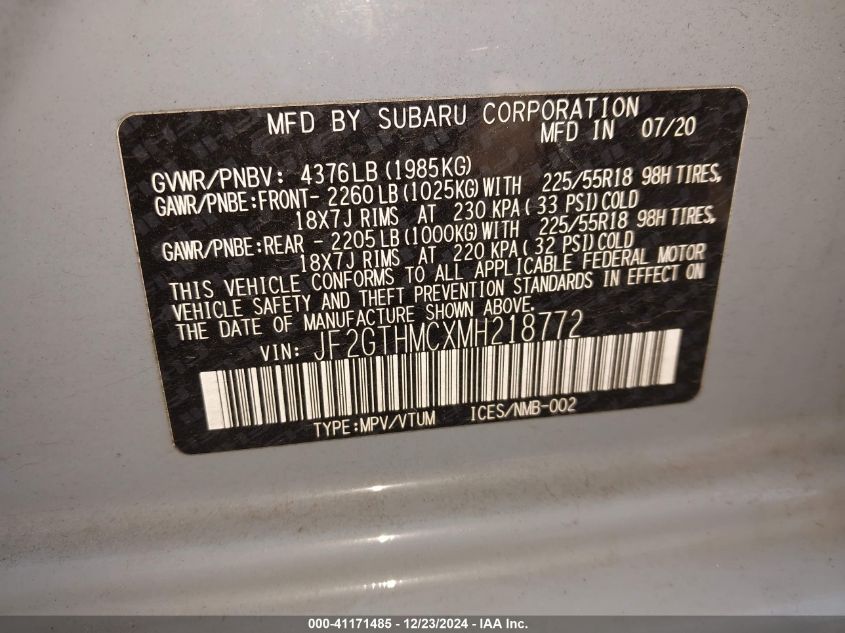 MFD BY SUBARU CORPORATION
MFD IN 07/20
GVWR/PNBV: 4376LB (1985KG)
GAWR/PNBE:FRONT- 2260 LB (1025KG) WITH 225/55R18 98H TIRES,
18X7J RIMS AT 230 KPA ( 33 PSI) COLD
GAWR/PNBE:REAR - 2205 LB (1000KG) WITH 225/55R18 98H TIRES,
18X7J RIMS AT 220 KPA ( 32 PSI) COLD
THIS VEHICLE CONFORMS TO ALL APPLICABLE FEDERAL MOTOR
VEHICLE SAFETY AND THEFT PREVENTION STANDARDS IN EFFECT ON
THE DATE OF MANUFACTURE SHOWN ABOVE.
VIN: JF2GTHMCXMH218772
TYPE:MPV/VTUM ICES/NMB-002
000-41171485 - 12/23/2024 - IAA Inc.